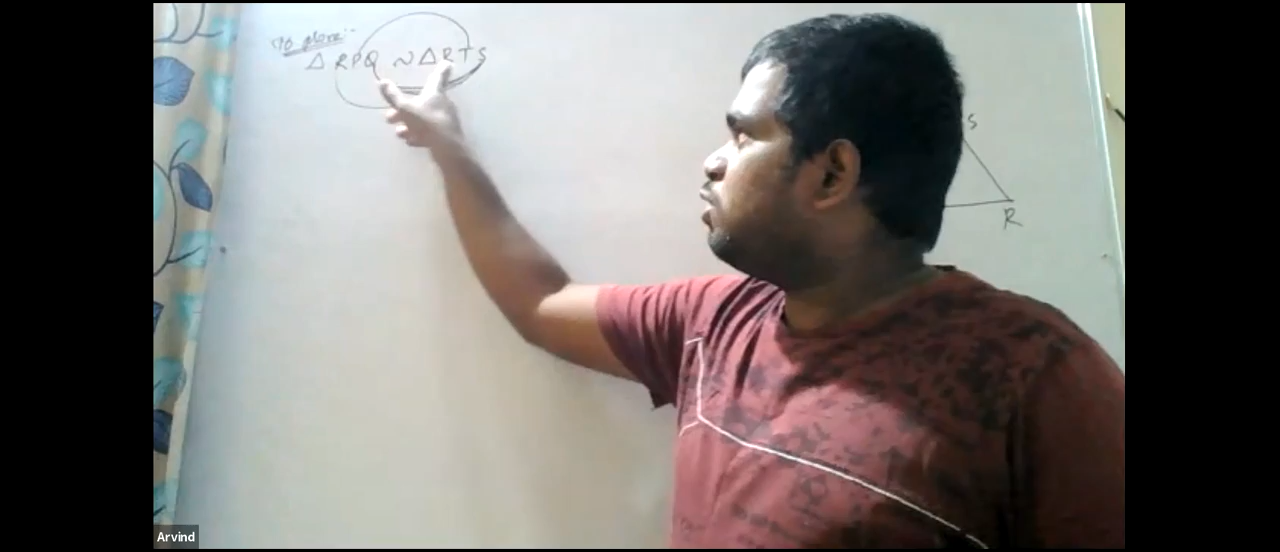 To prove:-
△ RPQ ~ △ RTS
S
R
Arvind